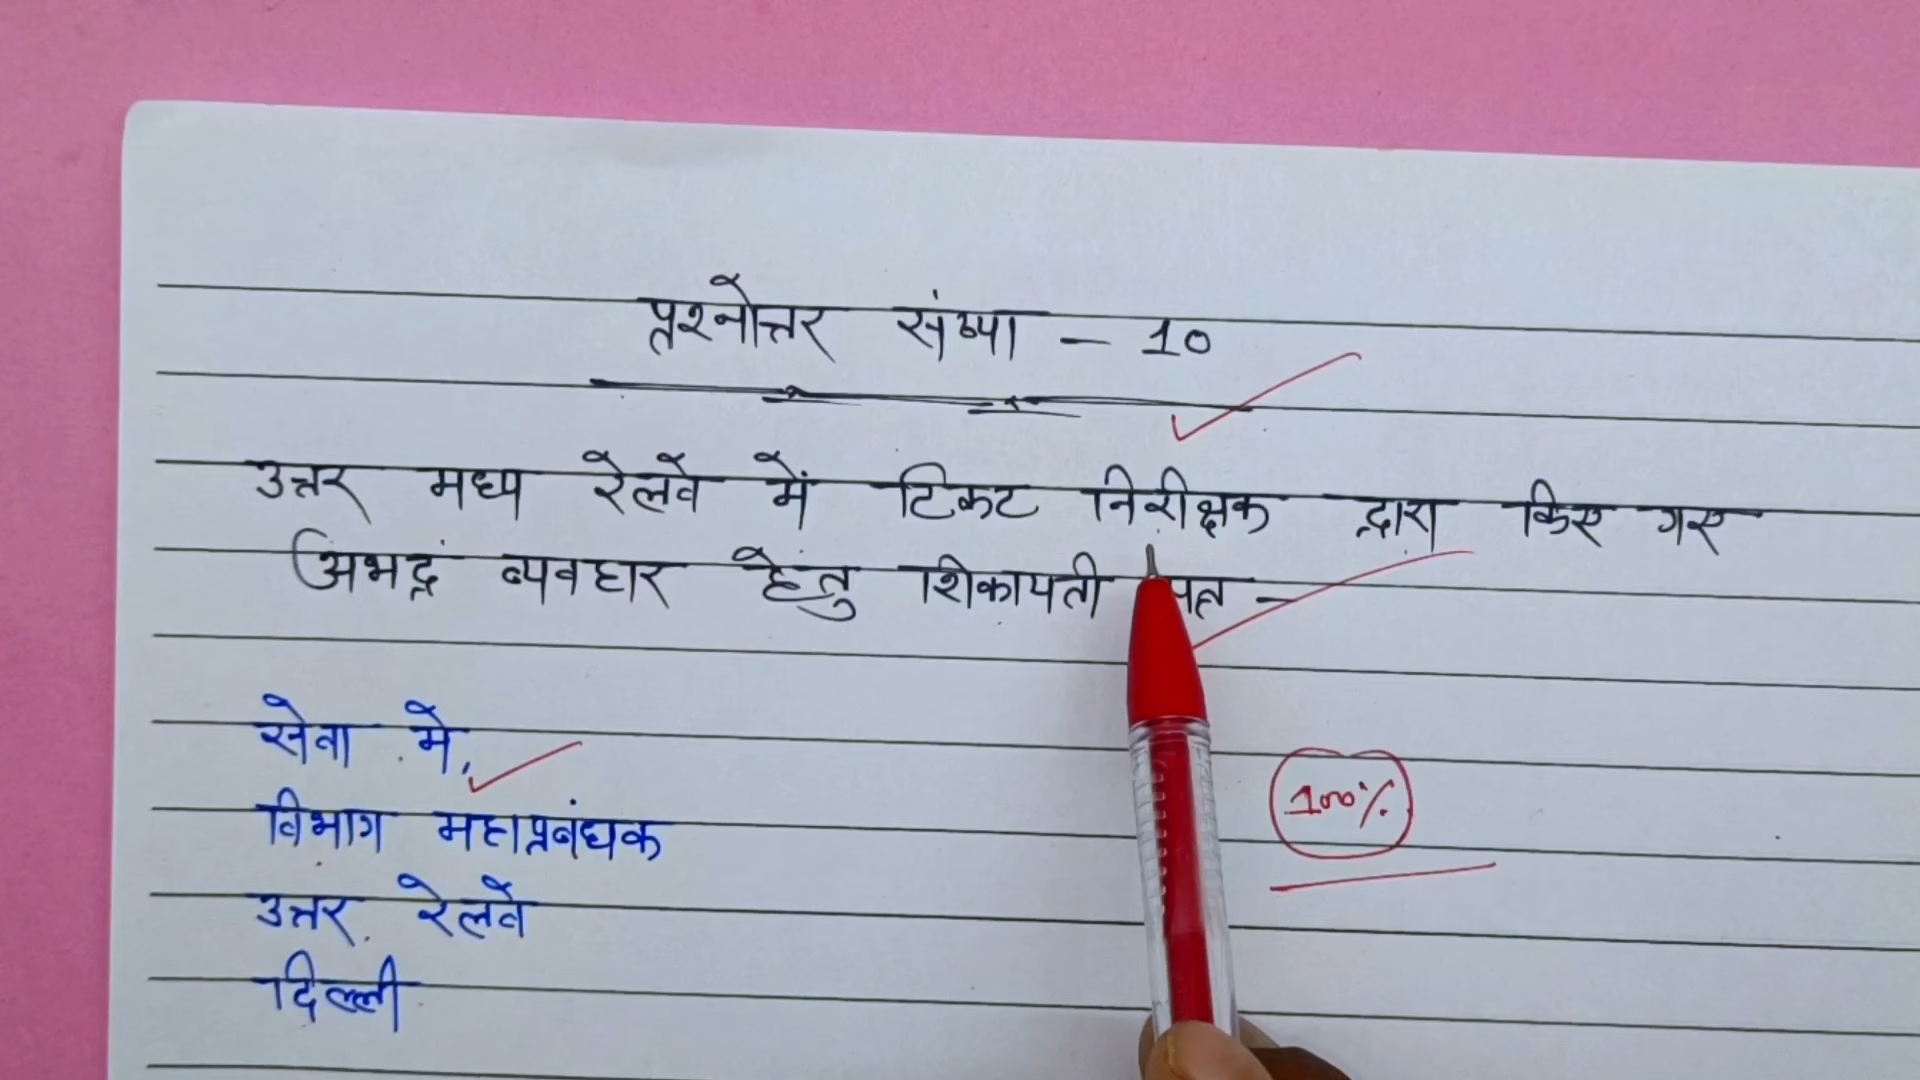 प्रश्नोत्तर संख्या – 10
उत्तर मध्य रेलवे में टिकट निरीक्षक द्वारा किए गए
अभद्र व्यवहार हेतु शिकायती पत्र –
सेवा मे,
विभाग महाप्रबंधक
100%.
उत्तर रेलवे
दिल्ली